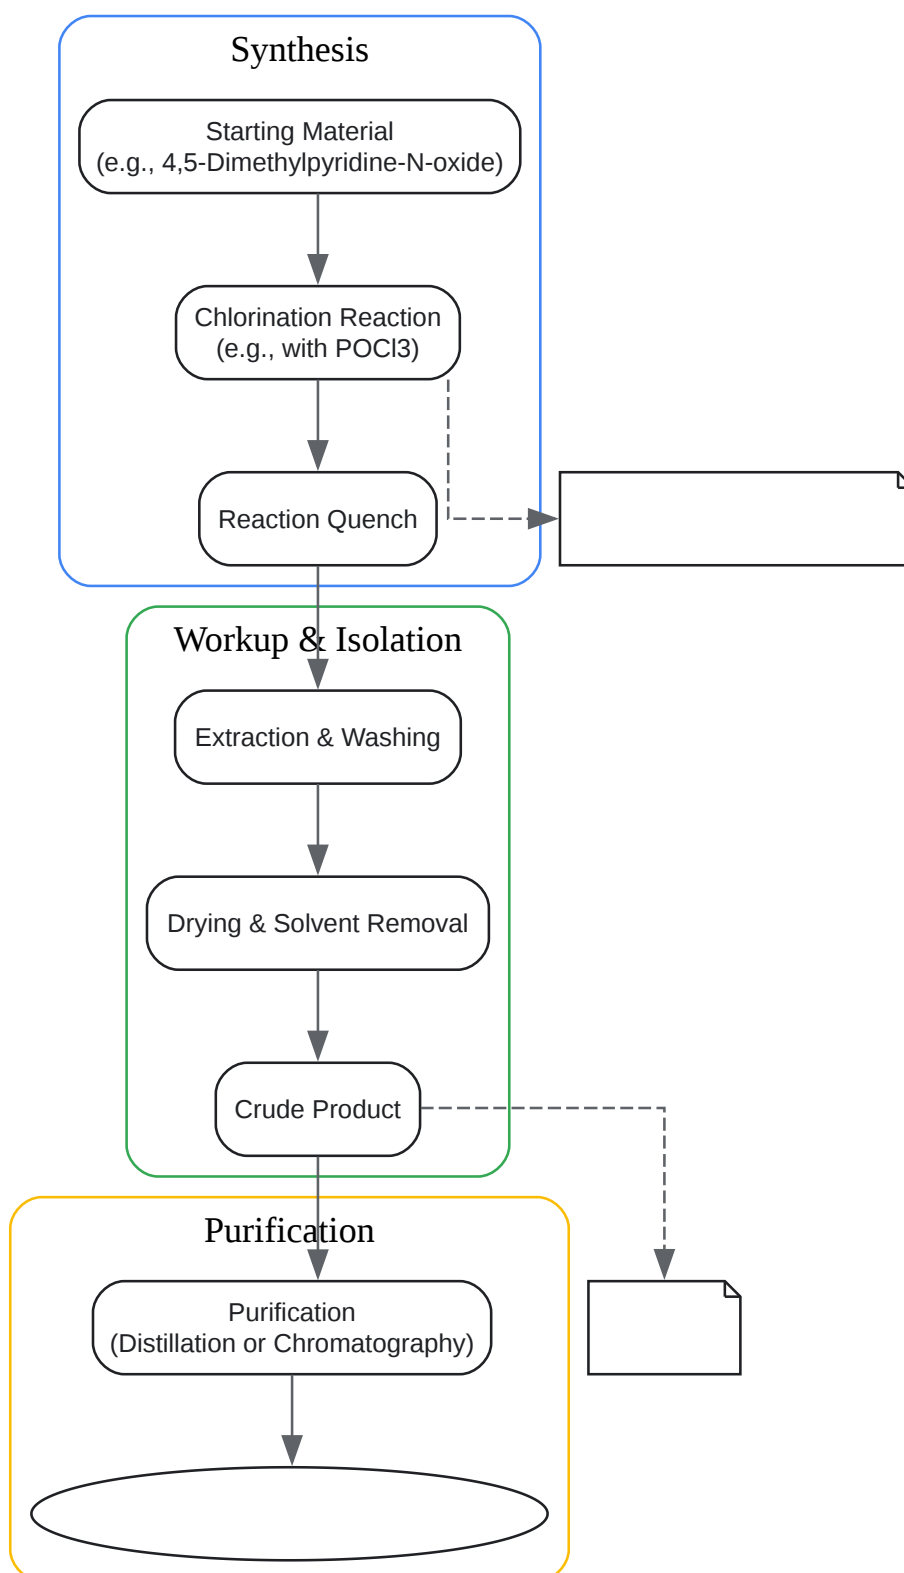 Synthesis
Starting Material
(e.g., 4,5-Dimethylpyridine-N-oxide)
Chlorination Reaction
(e.g., with POCl3)
Reaction Quench
Workup & Isolation
Extraction & Washing
Drying & Solvent Removal
Crude Product
Purification
Purification
(Distillation or Chromatography)